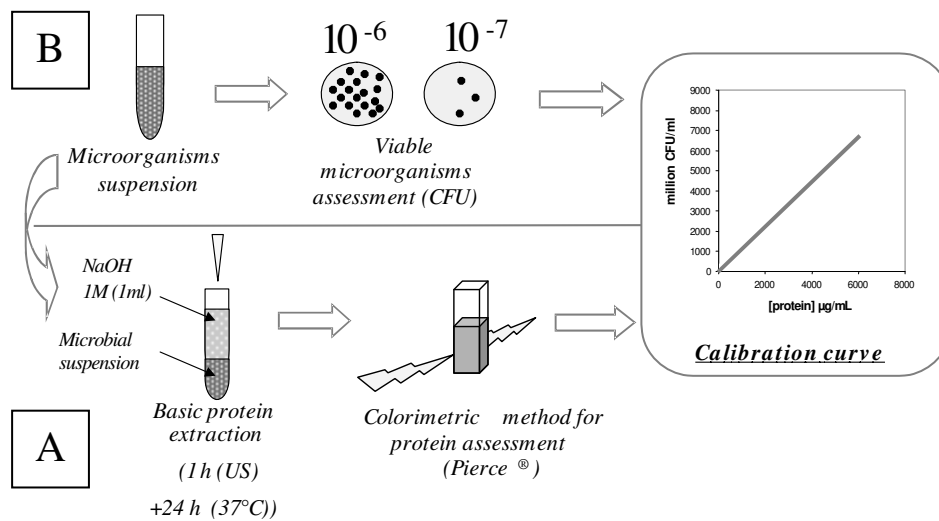 B
10⁻⁶
10⁻⁷
Microorganisms
suspension
Viable
microorganisms
assessment (CFU)
NaOH
1M (1ml)
Microbial
suspension
Basic protein
extraction
(1h (US)
+24 h (37°C))
A
Colorimetric method for
protein assessment
(Pierce ®)
million CFU/ml
9000
8000
7000
6000
5000
4000
3000
2000
1000
0
0 2000 4000 6000 8000
[protein] µg/mL
Calibration curve